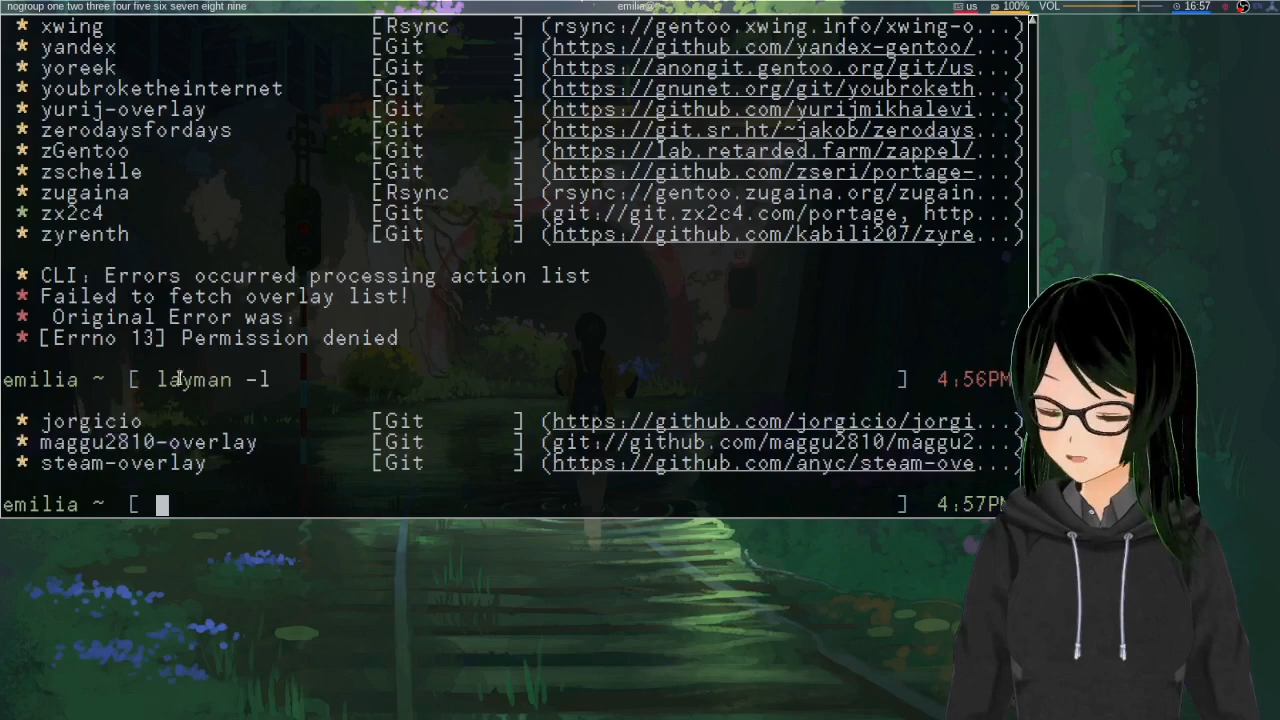 nogroup one two three four five six seven eight nine emilia@ us 100% VOL 16:57 EN
* xwing [Rsync ] (rsync://gentoo.xwing.info/xwing-o...)
* yandex [Git ] (https://github.com/yandex-gentoo/...)
* yoreek [Git ] (https://anongit.gentoo.org/git/us...)
* youbroketheinternet [Git ] (https://gnunet.org/git/youbroketh...)
* yurij-overlay [Git ] (https://github.com/yurijmikhalevi...)
* zerodaysfordays [Git ] (https://git.sr.ht/~jakob/zerodays...)
* zGentoo [Git ] (https://lab.retarded.farm/zappel/...)
* zscheile [Git ] (https://github.com/zseri/portage-...)
* zugaina [Rsync ] (rsync://gentoo.zugaina.org/zugain...)
* zx2c4 [Git ] (git://git.zx2c4.com/portage, http...)
* zyrenth [Git ] (https://github.com/kabili207/zyre...)
* CLI: Errors occurred processing action list
* Failed to fetch overlay list!
* Original Error was:
* [Errno 13] Permission denied
emilia ~ [ layman -l ] 4:56PM
* jorgicio [Git ] (https://github.com/jorgicio/jorgi...)
* maggu2810-overlay [Git ] (git://github.com/maggu2810/maggu2...)
* steam-overlay [Git ] (https://github.com/anyc/steam-ove...)
emilia ~ [ ] 4:57PM